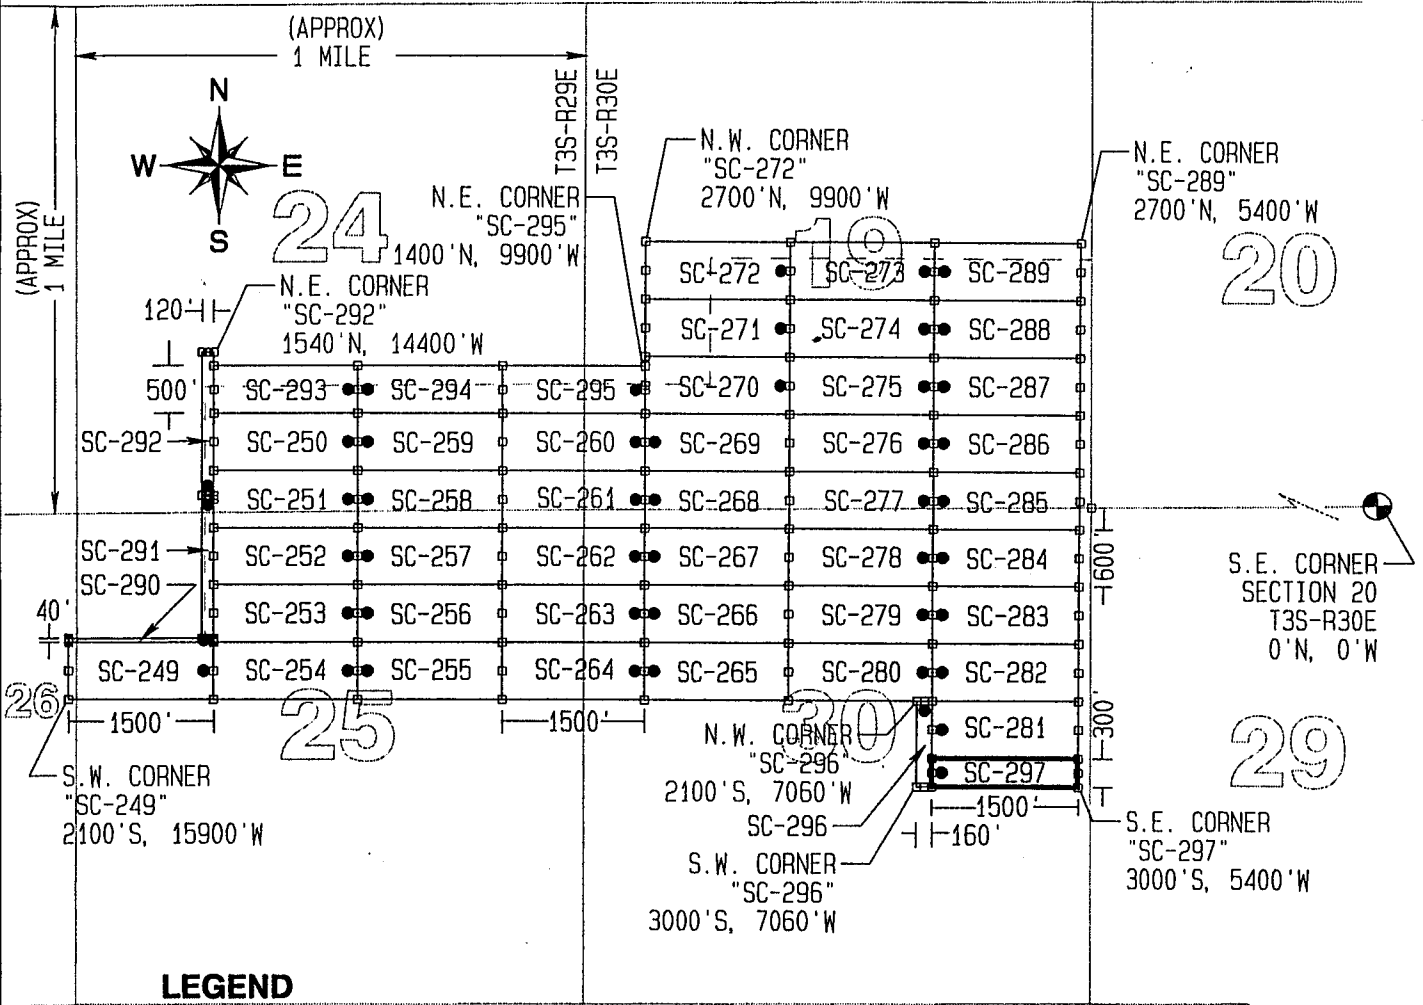 (APPROX)
1 MILE
(APPROX)
1 MILE
T3S-R29E
T3S-R30E
N
W E
S
24
19
20
N.W. CORNER
"SC-272"
2700'N, 9900'W
N.E. CORNER
"SC-289"
2700'N, 5400'W
N.E. CORNER
"SC-295"
1400'N, 9900'W
N.E. CORNER
"SC-292"
1540'N, 14400'W
120'
500'
SC-272 SC-273 SC-289
SC-271 SC-274 SC-288
SC-293 SC-294 SC-295 SC-270 SC-275 SC-287
SC-292 SC-250 SC-259 SC-260 SC-269 SC-276 SC-286
SC-251 SC-258 SC-261 SC-268 SC-277 SC-285
SC-291 SC-252 SC-257 SC-262 SC-267 SC-278 SC-284
SC-290
SC-253 SC-256 SC-263 SC-266 SC-279 SC-283
SC-249 SC-254 SC-255 SC-264 SC-265 SC-280 SC-282
SC-281
SC-297
600'
S.E. CORNER
SECTION 20
T3S-R30E
0'N, 0'W
40'
26
25
30
29
1500'
1500'
300'
S.W. CORNER
"SC-249"
2100'S, 15900'W
N.W. CORNER
"SC-296"
2100'S, 7060'W
SC-296
1500'
160'
S.W. CORNER
"SC-296"
3000'S, 7060'W
S.E. CORNER
"SC-297"
3000'S, 5400'W
LEGEND